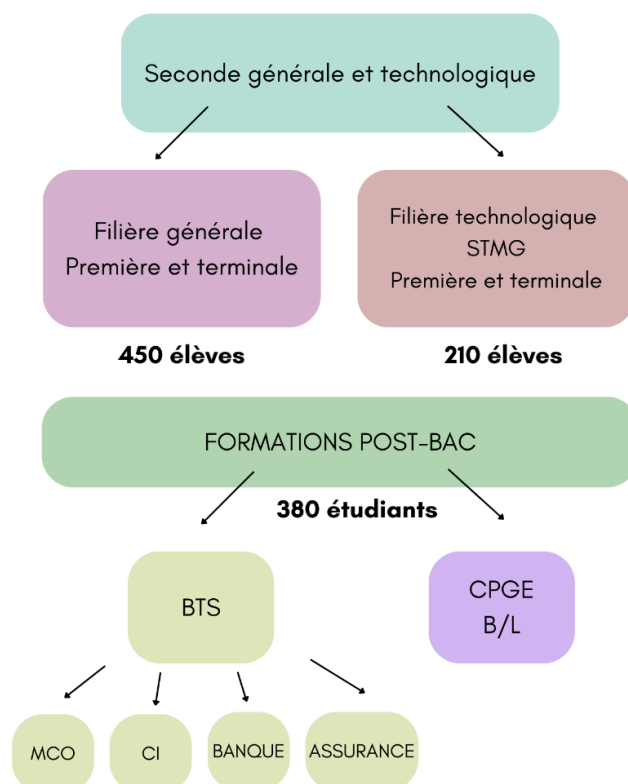 Seconde générale et technologique
Filière générale
Première et terminale
Filière technologique
STMG
Première et terminale
450 élèves
210 élèves
FORMATIONS POST-BAC
380 étudiants
BTS
CPGE
B/L
MCO
CI
BANQUE
ASSURANCE